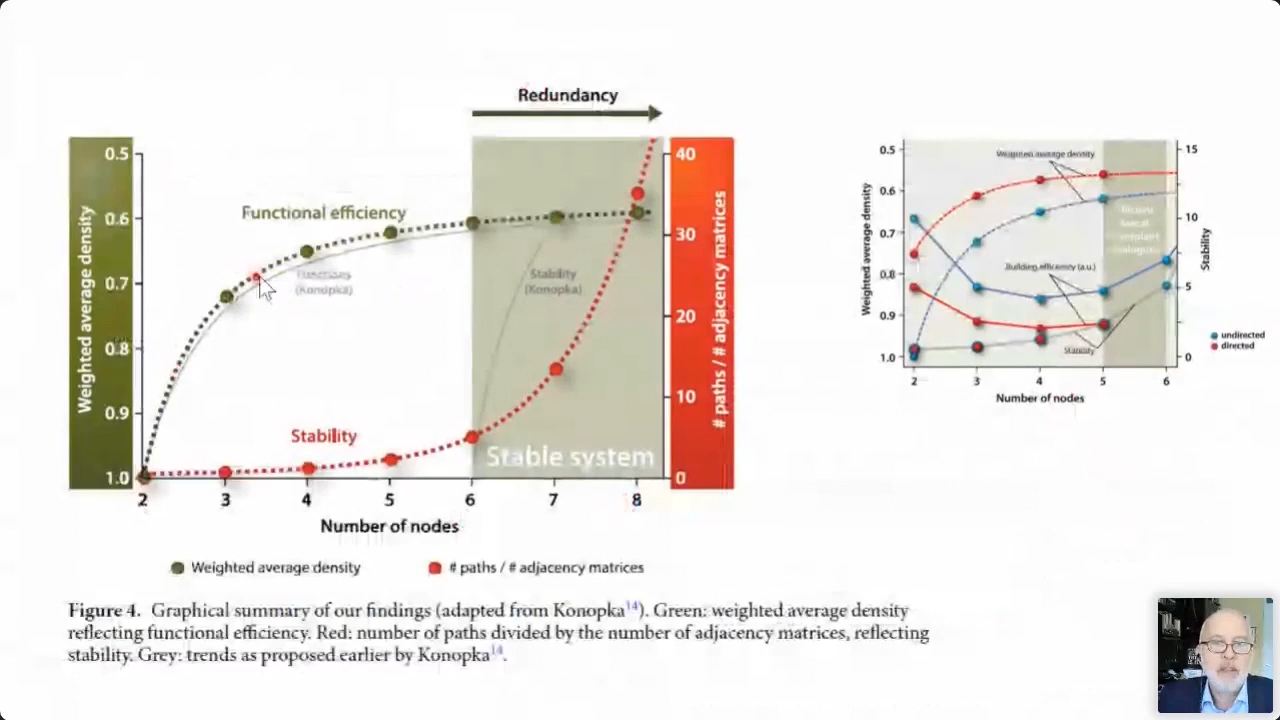 Redundancy
0.5
0.6
0.7
0.8
0.9
1.0
Weighted average density
Functional efficiency
(Konopka)
Stability
(Konopka)
Stability
Stable system
40
30
20
10
0
# paths / # adjacency matrices
2 3 4 5 6 7 8
Number of nodes
Weighted average density # paths / # adjacency matrices
0.5
0.6
0.7
0.8
0.9
1.0
Weighted average density
Weighted average density
Building efficiency (a.u.)
Stability
15
10
5
0
Stability
2 3 4 5 6
Number of nodes
undirected
directed
Figure 4. Graphical summary of our findings (adapted from Konopka14). Green: weighted average density
reflecting functional efficiency. Red: number of paths divided by the number of adjacency matrices, reflecting
stability. Grey: trends as proposed earlier by Konopka14.